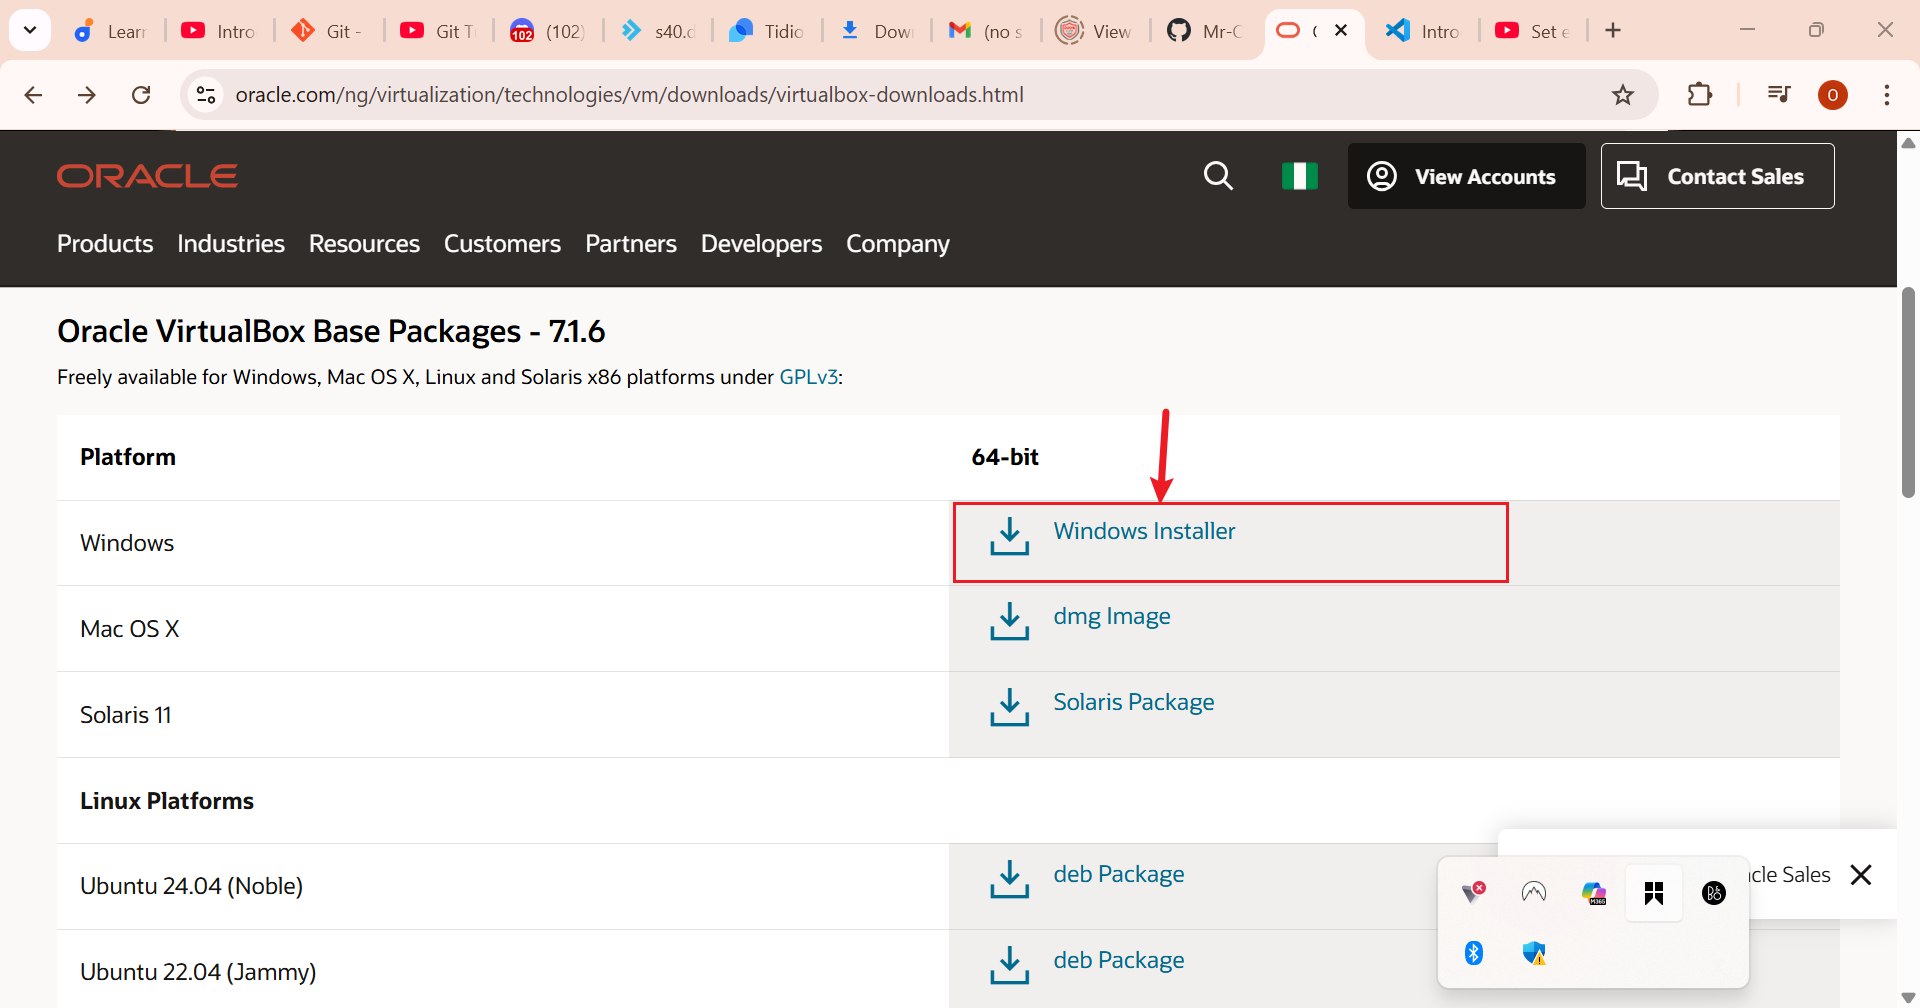 Learn
Intro
Git -
Git T
102
(102)
s40.d
Tidio
Down
(no s
View
Mr-C
Intro
Set e
oracle.com/ng/virtualization/technologies/vm/downloads/virtualbox-downloads.html
O
ORACLE
View Accounts
Contact Sales
Products Industries Resources Customers Partners Developers Company
Oracle VirtualBox Base Packages - 7.1.6
Freely available for Windows, Mac OS X, Linux and Solaris x86 platforms under GPLv3:
Platform
64-bit
Windows
Windows Installer
Mac OS X
dmg Image
Solaris 11
Solaris Package
Linux Platforms
Ubuntu 24.04 (Noble)
deb Package
cle Sales
M365
Ubuntu 22.04 (Jammy)
deb Package